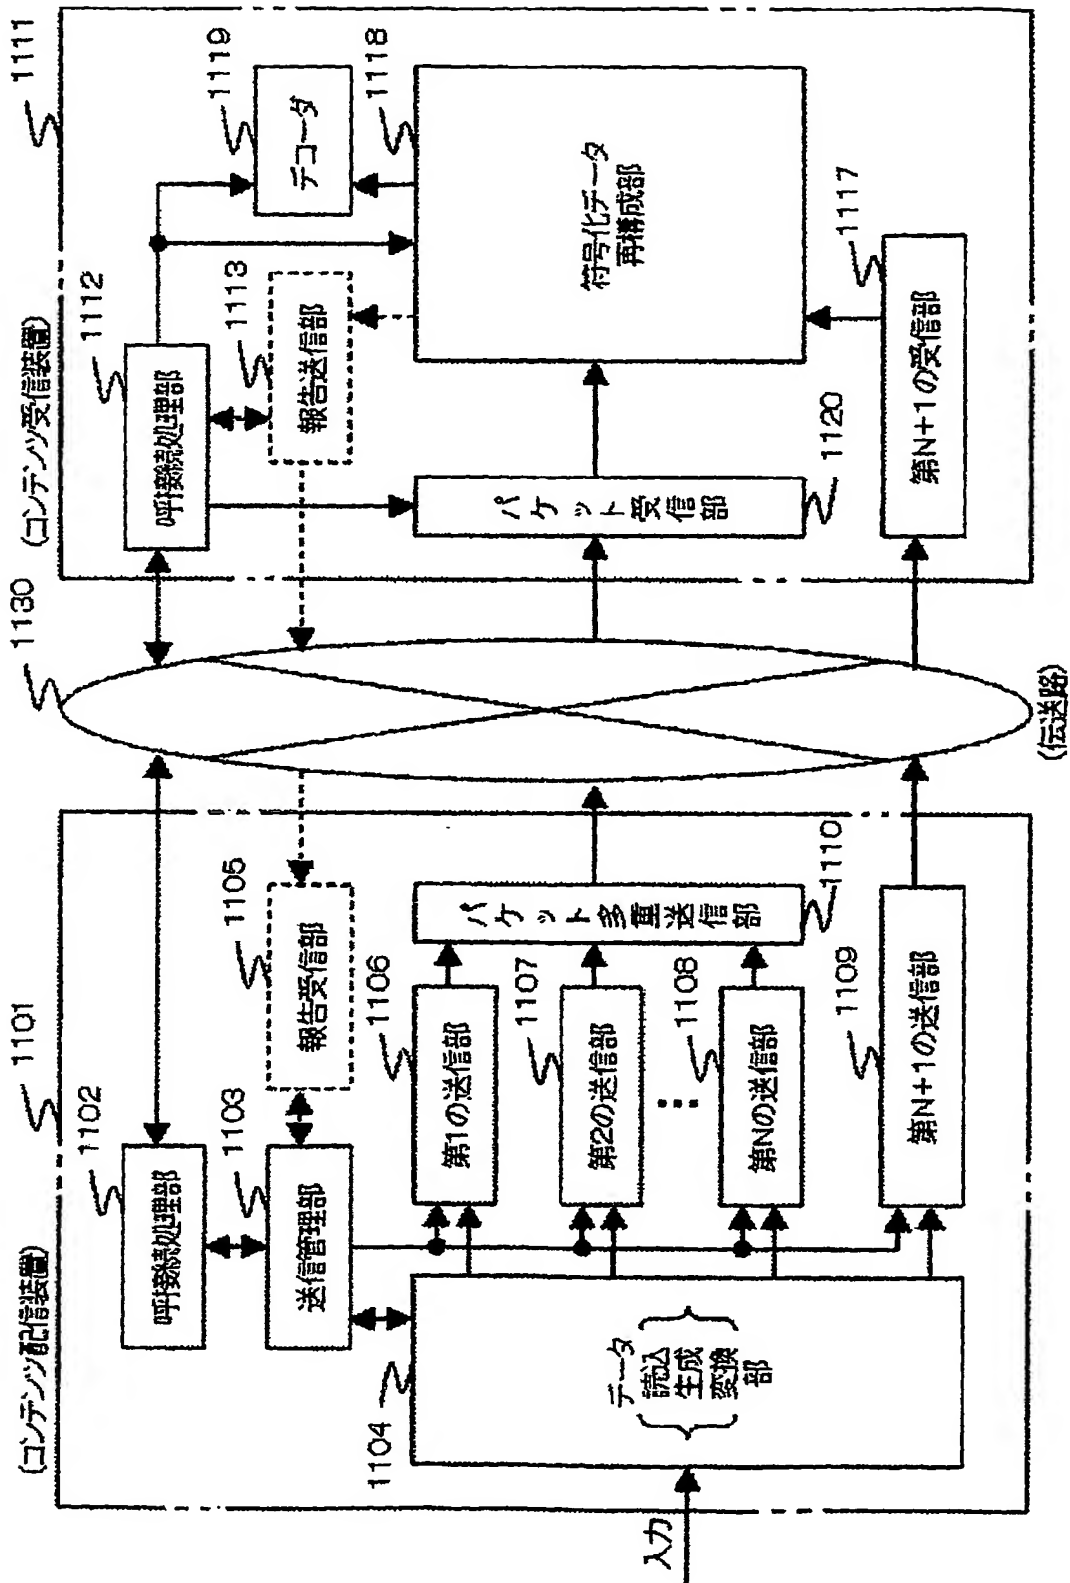 (コンテンツ配信装置)
1101
1102
呼接続処理部
1103
送信管理部
1105
報告受信部
1104
データ
読込
生成
変換
部
入力
1106
第1の送信部
1107
第2の送信部
1108
第Nの送信部
1109
第N+1の送信部
1110
パケット多重送信部
1130
(伝送路)
(コンテンツ受信装置)
1111
1112
呼接続処理部
1113
報告送信部
1119
デコーダ
1118
符号化データ
再構成部
1120
パケット受信部
1117
第N+1の受信部